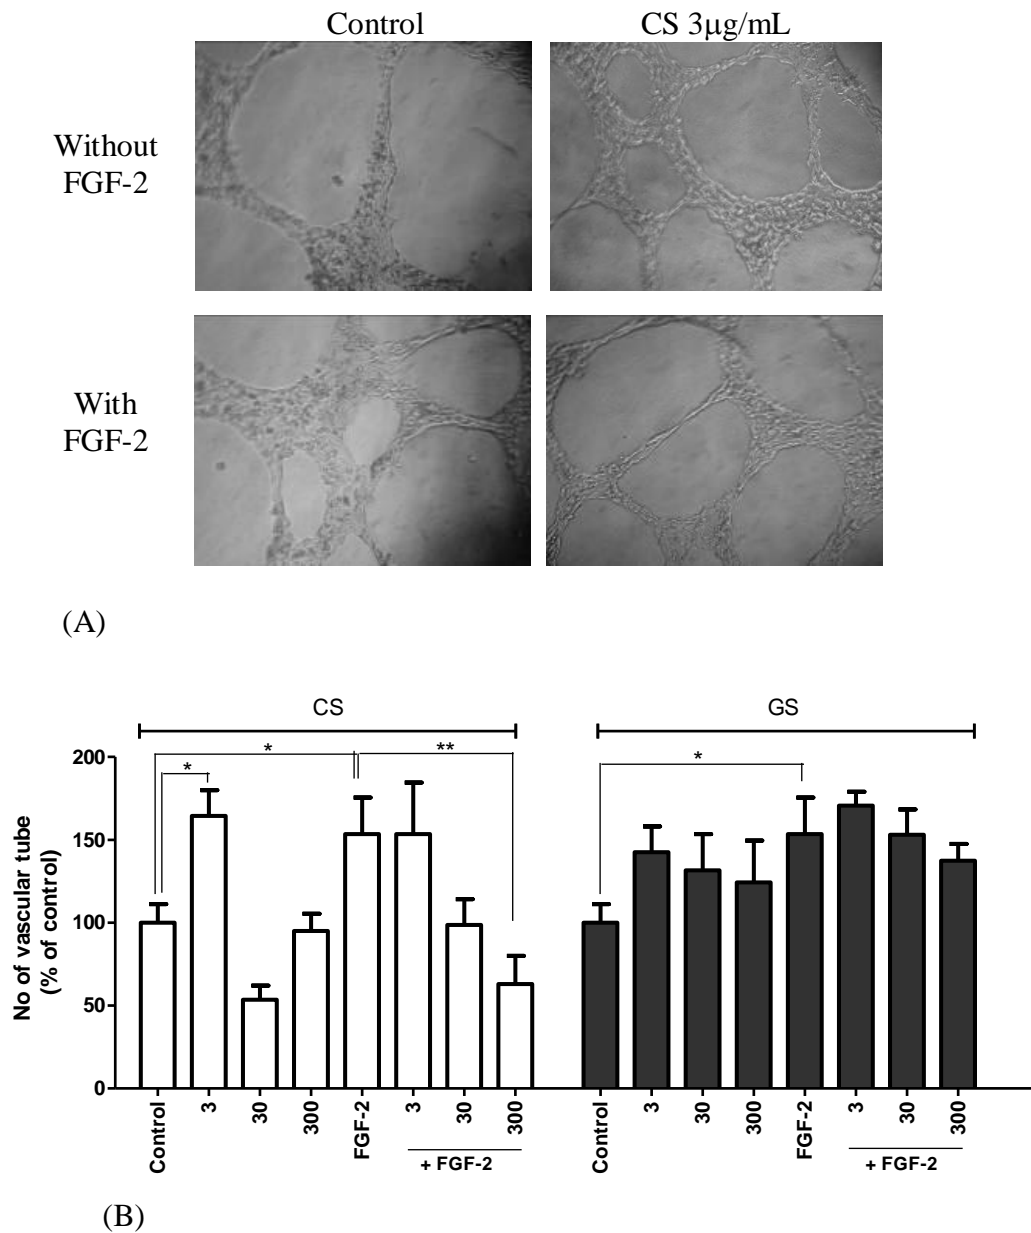 Control CS 3µg/mL
Without
FGF-2
With
FGF-2
(A)
CS GS
* * ** *
No of vascular tube
(% of control)
200
150
100
50
0
Control 3 30 300 FGF-2 3 30 300 Control 3 30 300 FGF-2 3 30 300
+ FGF-2 + FGF-2
(B)